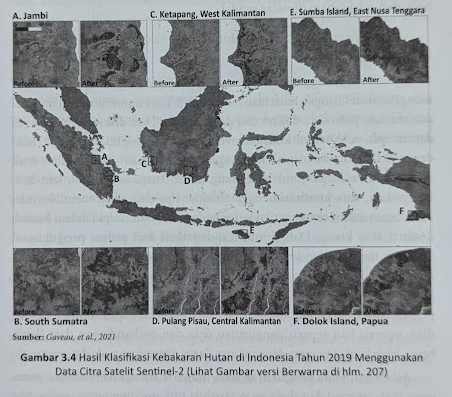 A. Jambi
C. Ketapang, West Kalimantan
E. Sumba Island, East Nusa Tenggara
Before
After
Before
After
Before
After
A
B
C
D
E
F
Before
After
Before
After
Before
After
B. South Sumatra
D. Pulang Pisau, Central Kalimantan
F. Dolok Island, Papua
Sumber: Gaveau, et al., 2021
Gambar 3.4 Hasil Klasifikasi Kebakaran Hutan di Indonesia Tahun 2019 Menggunakan
Data Citra Satelit Sentinel-2 (Lihat Gambar versi Berwarna di hlm. 207)